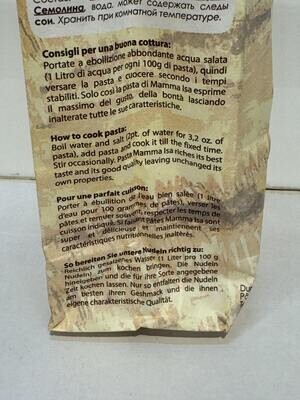 Семолина, вода, может содержать следы
сои. Хранить при комнатной температуре.
Consigli per una buona cottura:
Portate a ebollizione abbondante acqua salata
(1 Litro di acqua per ogni 100g di pasta), quindi
versare la pasta e cuocere secondo i tempi
stabiliti. Solo così la pasta di Mamma Isa esprime
Il massimo del gusto, della bontà lasciando
inalterate tutte le sue caratteristiche.
How to cook pasta:
Boil water and salt (2pt. of water for 3,2 oz. of
pasta), add pasta and cook it till the fixed time.
Stir occasionally. Pasta Mamma Isa riches its best
taste and its good quality leaving unchanged its
own properties.
Pour une parfait cuisson:
Porter à ébullition de l'eau bien salée (1 litre
d'eau pour 100 grammes de pâtes), verser les
pâtes et remuer souvent, respecter les temps de
cuisson indiqué. Si faisant Pâtes Mamma Isa sont
super et délicieuse et maintiennent ses
caractéristiques nutritionnelles inaltérés.
So bereiten Sie unsere Nudeln richtig zu:
Reichlich gesalzenes Wasser (1 Liter pro 100 g
Nudeln) zum kochen bringen. Die Nudeln
hineingeben und die für ihre Sorte angegebene
Zeit kochen lassen. Nur so entfalten die Nudeln
am besten ihren Geschmack und die ihnen
eigene charakteristische Qualität.